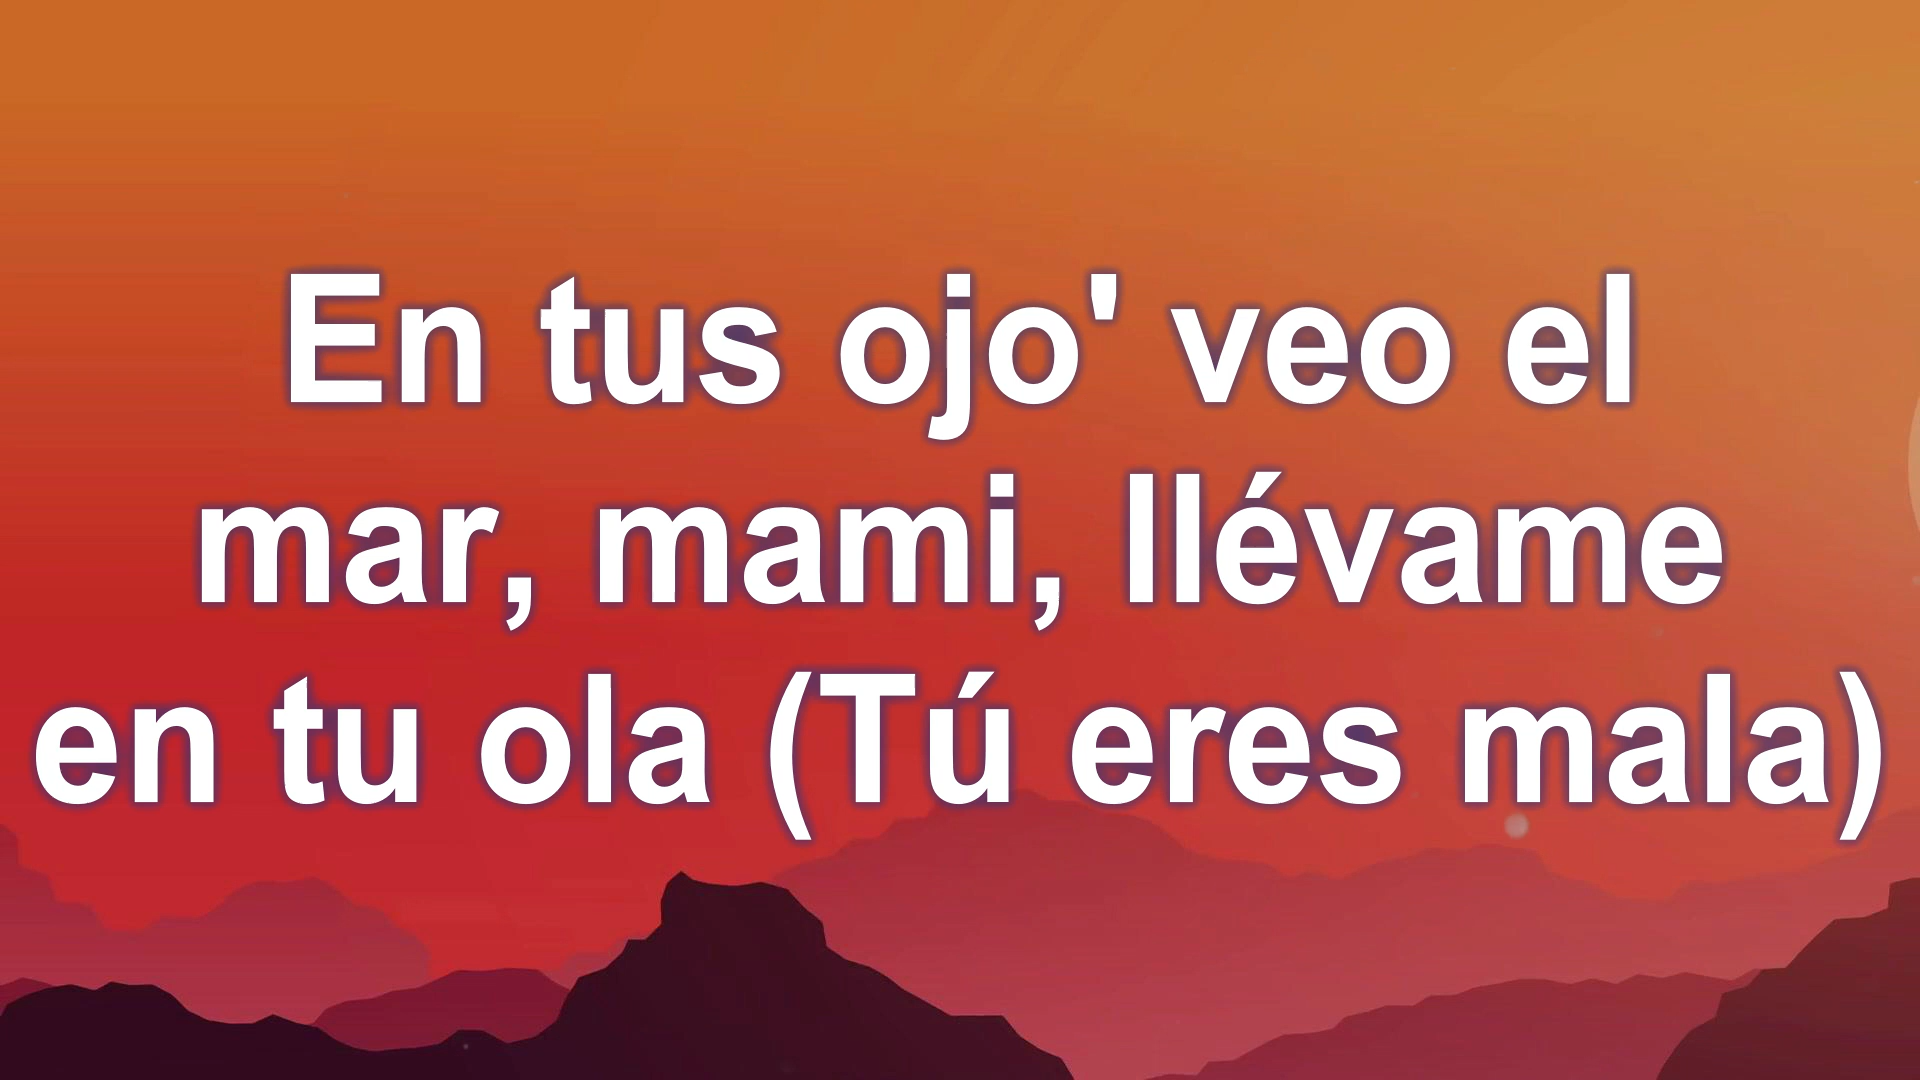 En tus ojo' veo el
mar, mami, llévame
en tu ola (Tú eres mala)